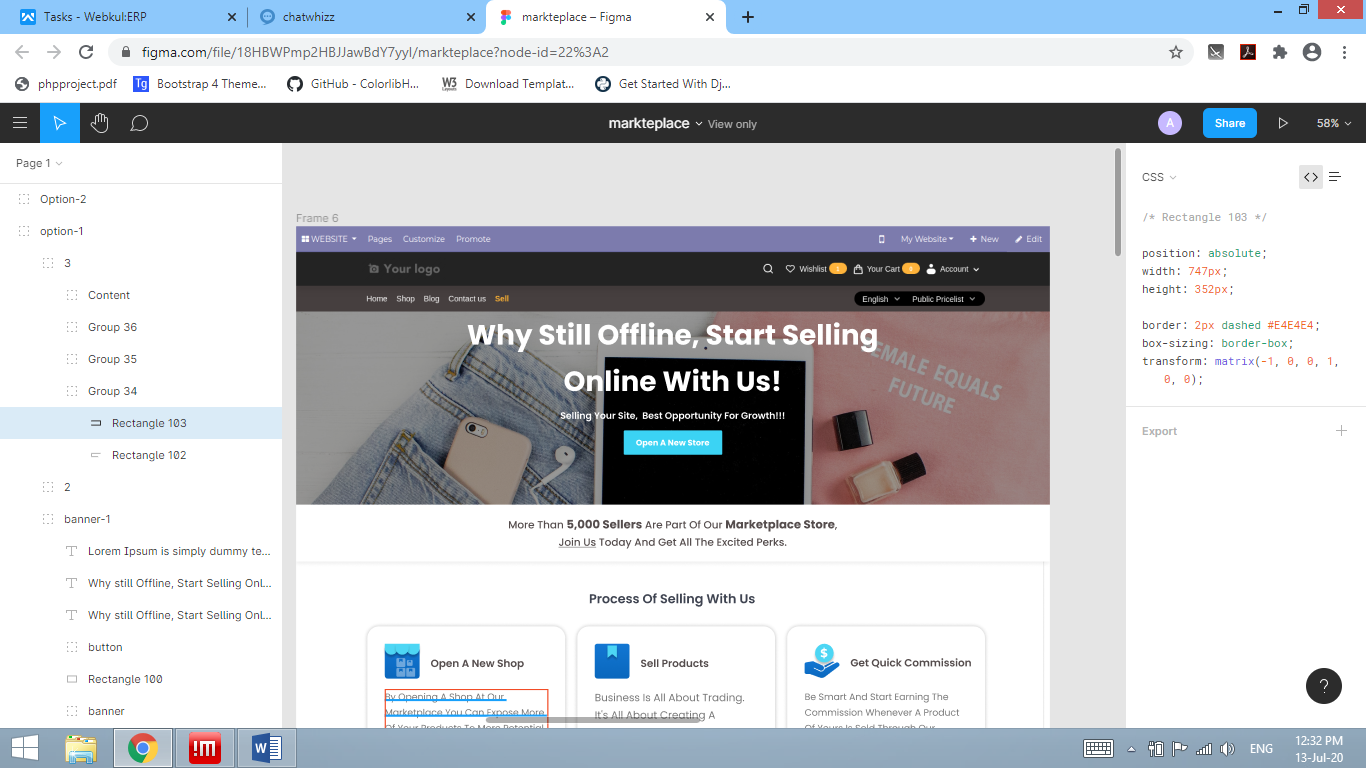 Tasks - Webkul:ERP
chatwhizz
markteplace – Figma
figma.com/file/18HBWPmp2HBJJawBdY7yyI/markteplace?node-id=22%3A2
phpproject.pdf
Tg Bootstrap 4 Theme...
GitHub - ColorlibH...
W3 Download Templat...
Get Started With Dj...
markteplace View only
A
Share
58%
Page 1
Option-2
option-1
3
Content
Group 36
Group 35
Group 34
Rectangle 103
Rectangle 102
2
banner-1
Lorem Ipsum is simply dummy te...
Why still Offline, Start Selling Onl...
Why still Offline, Start Selling Onl...
button
Rectangle 100
banner
Frame 6
WEBSITE Pages Customize Promote
My Website + New Edit
Your logo
Wishlist 1 Your Cart Account
Home Shop Blog Contact us Sell
English Public Pricelist
Why Still Offline, Start Selling
Online With Us!
Selling Your Site, Best Opportunity For Growth!!!
Open A New Store
FEMALE EQUALS
FUTURE
More Than 5,000 Sellers Are Part Of Our Marketplace Store,
Join Us Today And Get All The Excited Perks.
Process Of Selling With Us
Open A New Shop
By Opening A Shop At Our
Marketplace You Can Expose More
Of Your Products To More Potential
Sell Products
Business Is All About Trading.
It's All About Creating A
$
Get Quick Commission
Be Smart And Start Earning The
Commission Whenever A Product
Of Yours Is Sold Through Our
CSS
/* Rectangle 103 */
position: absolute;
width: 747px;
height: 352px;
border: 2px dashed #E4E4E4;
box-sizing: border-box;
transform: matrix(-1, 0, 0, 1,
0, 0);
Export
?
!M
W
ENG
12:32 PM
13-Jul-20